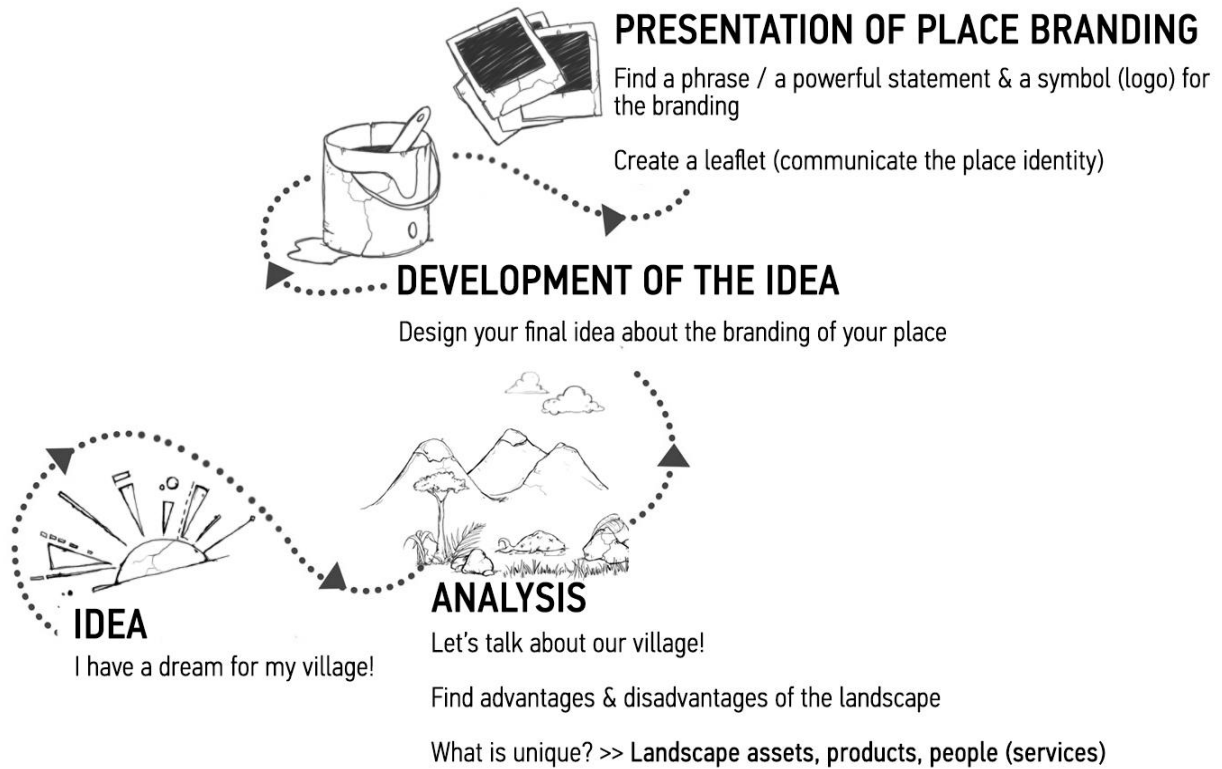 PRESENTATION OF PLACE BRANDING
Find a phrase / a powerful statement & a symbol (logo) for
the branding
Create a leaflet (communicate the place identity)
DEVELOPMENT OF THE IDEA
Design your final idea about the branding of your place
IDEA
I have a dream for my village!
ANALYSIS
Let's talk about our village!
Find advantages & disadvantages of the landscape
What is unique? >> Landscape assets, products, people (services)